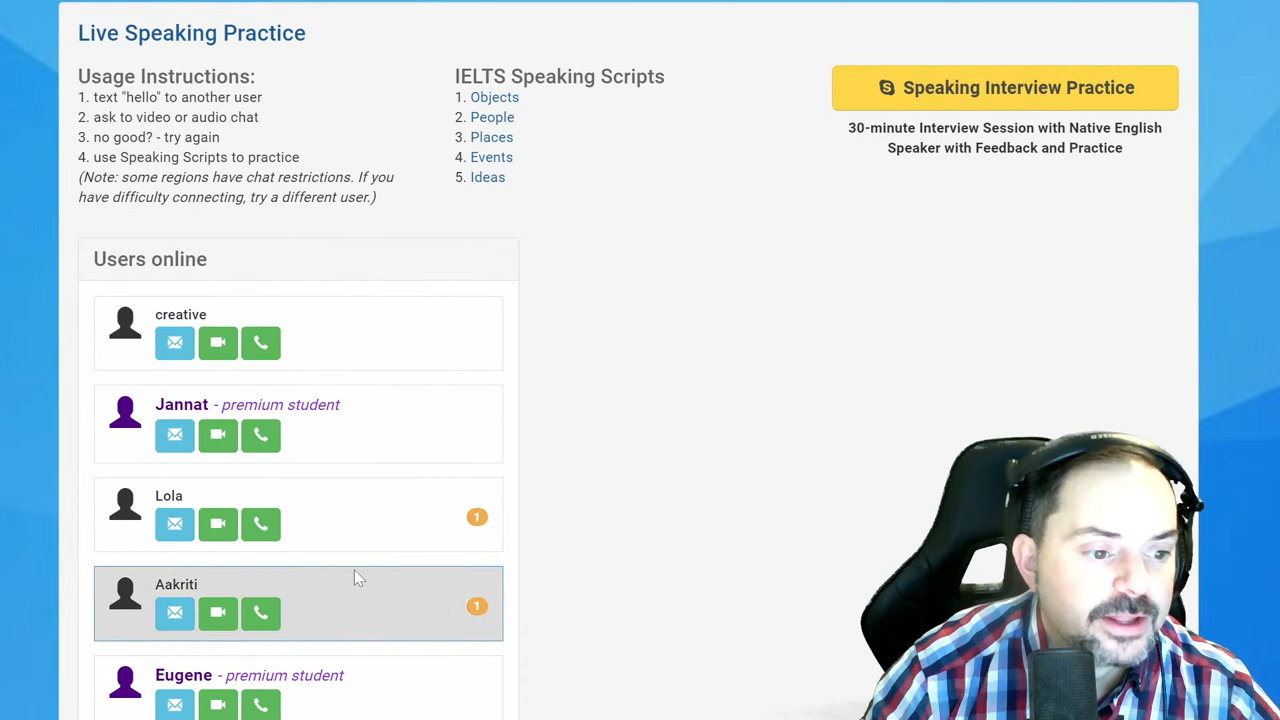 Live Speaking Practice
Usage Instructions:
1. text "hello" to another user
2. ask to video or audio chat
3. no good? - try again
4. use Speaking Scripts to practice
(Note: some regions have chat restrictions. If you
have difficulty connecting, try a different user.)
IELTS Speaking Scripts
1. Objects
2. People
3. Places
4. Events
5. Ideas
Speaking Interview Practice
30-minute Interview Session with Native English
Speaker with Feedback and Practice
Users online
creative
Jannat - premium student
Lola
1
Aakriti
1
Eugene - premium student